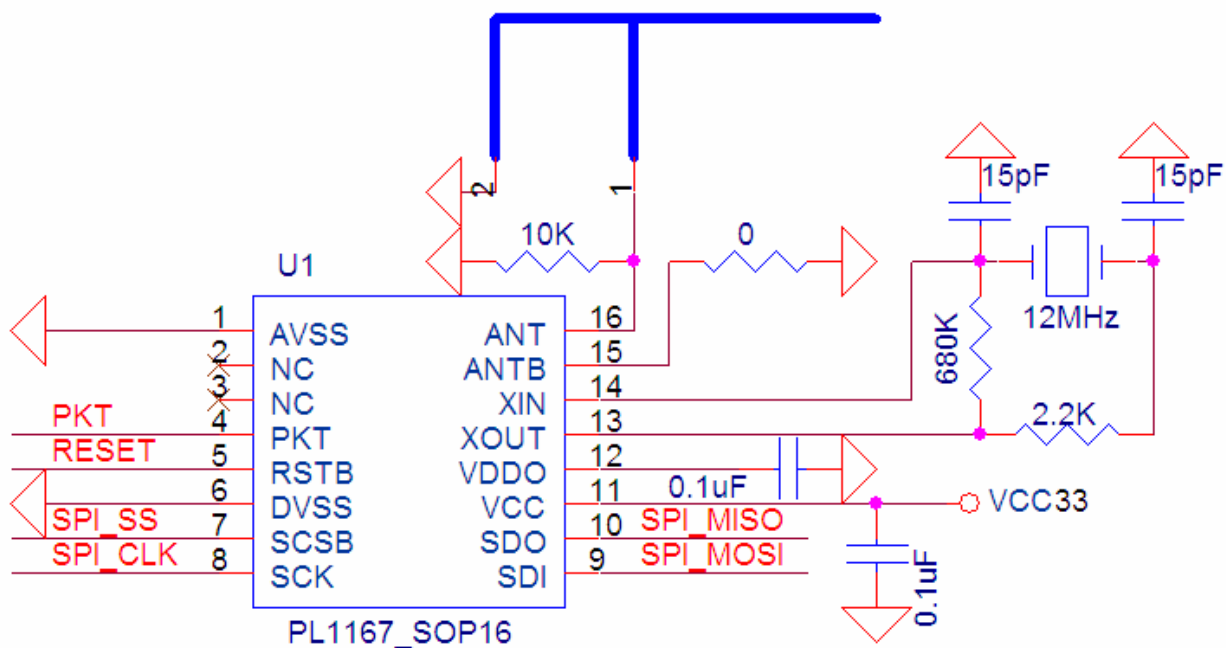 2
1
15pF
15pF
10K
0
U1
12MHz
680K
2.2K
1
AVSS
ANT
16
2
NC
ANTB
15
3
NC
XIN
14
PKT
4
PKT
XOUT
13
RESET
5
RSTB
VDDO
12
0.1uF
6
DVSS
VCC
11
VCC33
SPI_SS
7
SCSB
SDO
10
SPI_MISO
SPI_CLK
8
SCK
SDI
9
SPI_MOSI
0.1uF
PL1167_SOP16